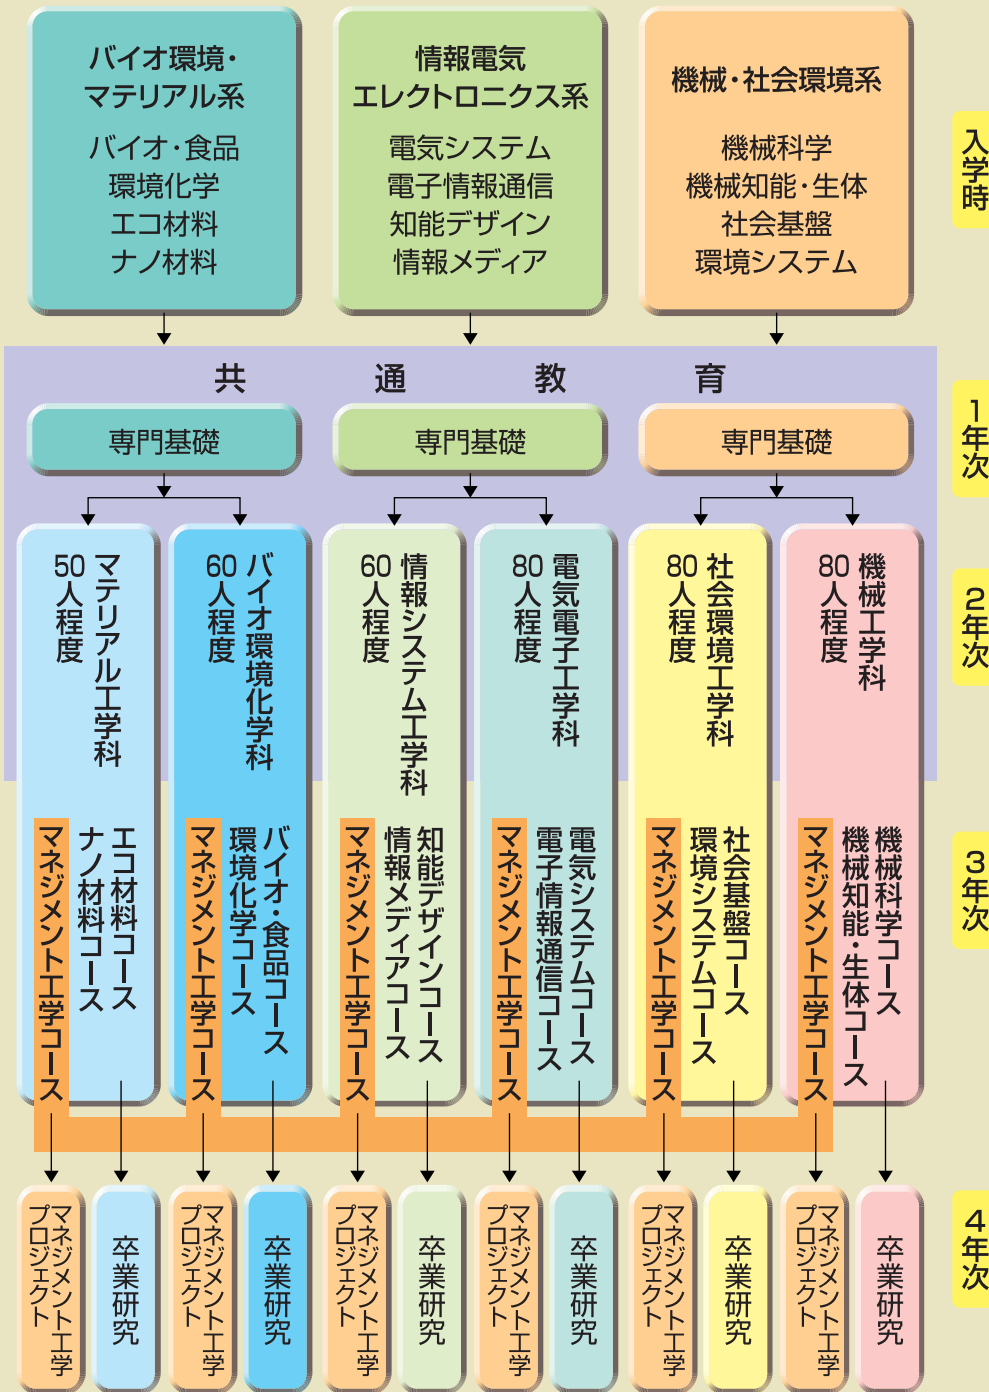 バイオ環境・
マテリアル系
バイオ・食品
環境化学
エコ材料
ナノ材料
情報電気
エレクトロニクス系
電気システム
電子情報通信
知能デザイン
情報メディア
機械・社会環境系
機械科学
機械知能・生体
社会基盤
環境システム
入学時
共通教育
1年次
専門基礎
専門基礎
専門基礎
2年次
マテリアル工学科
50人程度
バイオ環境化学科
60人程度
情報システム工学科
60人程度
電気電子工学科
80人程度
社会環境工学科
80人程度
機械工学科
80人程度
3年次
エコ材料コース
ナノ材料コース
マネジメント工学コース
バイオ・食品コース
環境化学コース
マネジメント工学コース
知能デザインコース
情報メディアコース
マネジメント工学コース
電気システムコース
電子情報通信コース
マネジメント工学コース
社会基盤コース
環境システムコース
マネジメント工学コース
機械科学コース
機械知能・生体コース
マネジメント工学コース
4年次
マネジメント工学
プロジェクト
卒業研究
マネジメント工学
プロジェクト
卒業研究
マネジメント工学
プロジェクト
卒業研究
マネジメント工学
プロジェクト
卒業研究
マネジメント工学
プロジェクト
卒業研究
マネジメント工学
プロジェクト
卒業研究